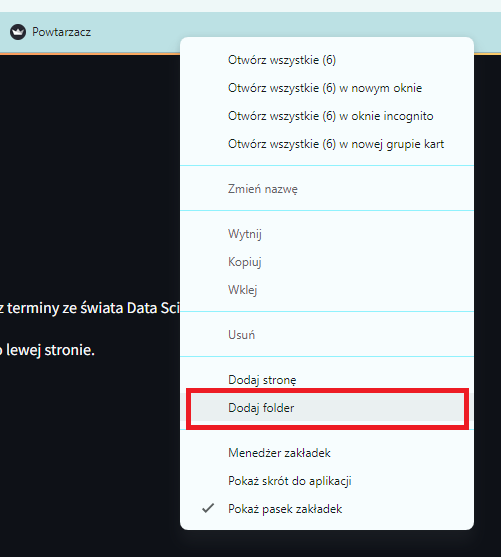 Powtarzacz
Otwórz wszystkie (6)
Otwórz wszystkie (6) w nowym oknie
Otwórz wszystkie (6) w oknie incognito
Otwórz wszystkie (6) w nowej grupie kart
Zmień nazwę
Wytnij
Kopiuj
Wklej
z terminy ze świata Data Sci
Usuń
o lewej stronie.
Dodaj stronę
Dodaj folder
Menedżer zakładek
Pokaż skrót do aplikacji
Pokaż pasek zakładek